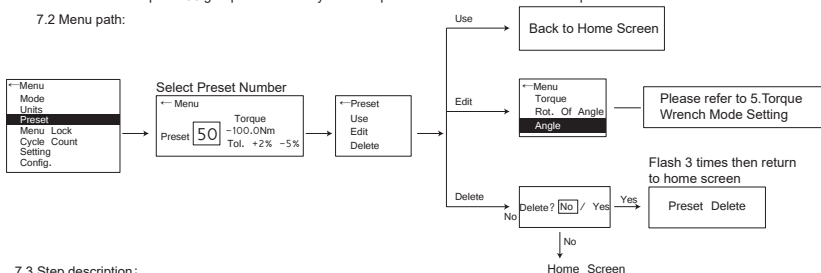 7.2 Menu path:
←Menu
Mode
Units
Preset
Menu Lock
Cycle Count
Setting
Config.
Select Preset Number
← Menu
Torque
Preset 50 -100.0Nm
Tol. +2% -5%
←Preset
Use
Edit
Delete
Use
Back to Home Screen
Edit
←Menu
Torque
Rot. Of Angle
Angle
Please refer to 5.Torque
Wrench Mode Setting
Delete
No
Delete? No / Yes
Yes
Flash 3 times then return
to home screen
Preset Delete
No
Home Screen
7.3 Step description: